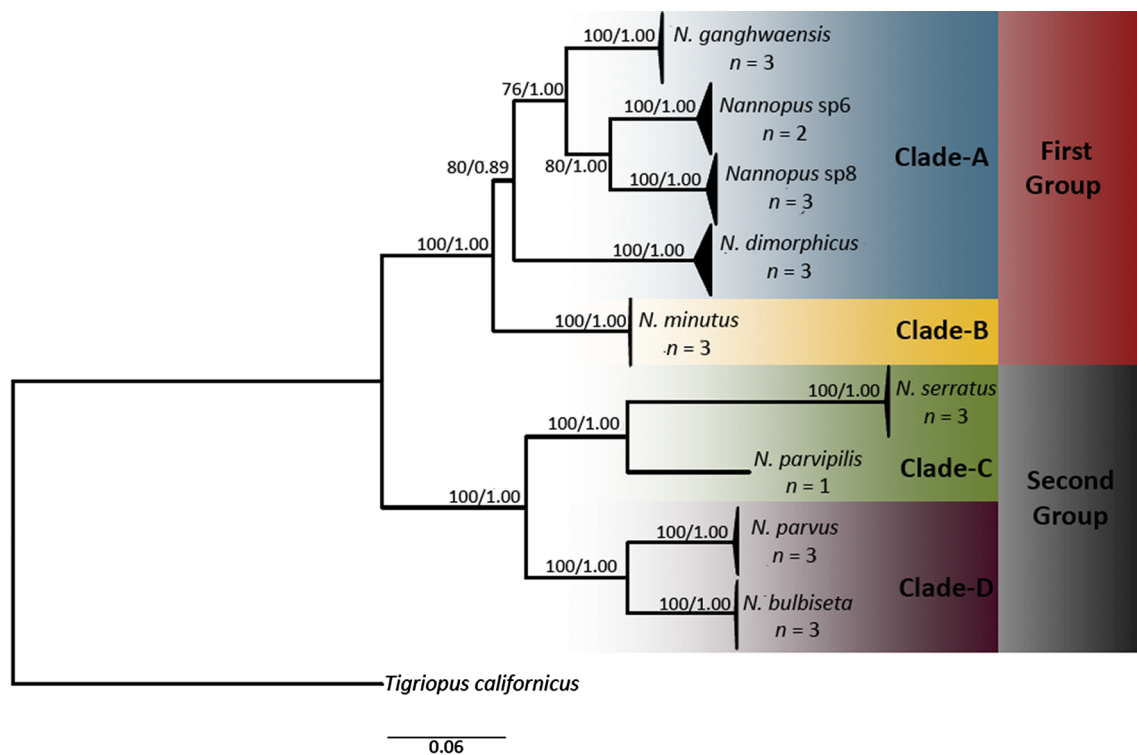 100/1.00 N. ganghwaensis
n = 3
76/1.00
100/1.00 Nannopus sp6
n = 2
Clade-A
First
Group
80/0.89
80/1.00
100/1.00 Nannopus sp8
n = 3
100/1.00
100/1.00 N. dimorphicus
n = 3
100/1.00 N. minutus
n = 3
Clade-B
100/1.00 N. serratus
n = 3
100/1.00
N. parvipilis
n = 1
Clade-C
Second
Group
100/1.00
100/1.00 N. parvus
n = 3
100/1.00
Clade-D
100/1.00 N. bulbiseta
n = 3
Tigriopus californicus
0.06